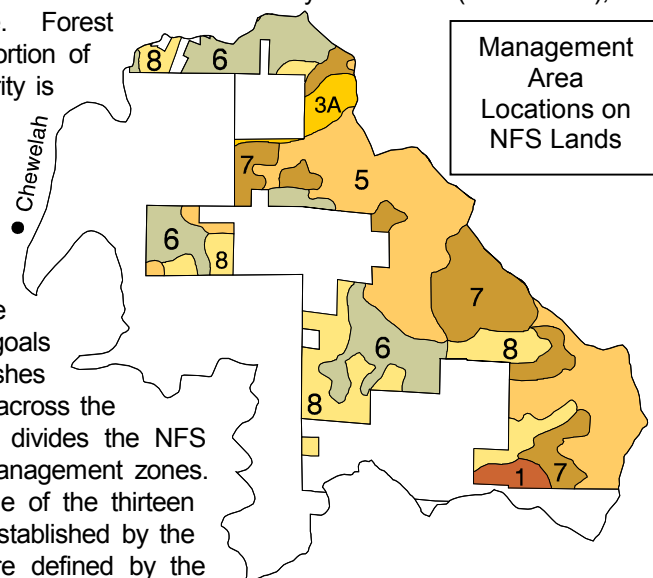 e. Forest
ortion of
rity is
Management
Area
Locations on
NFS Lands
8
6
3A
Chewelah
7
5
6
8
7
6
8
8
1
7
e
goals
shes
across the
divides the NFS
anagement zones.
e of the thirteen
stablished by the
re defined by the